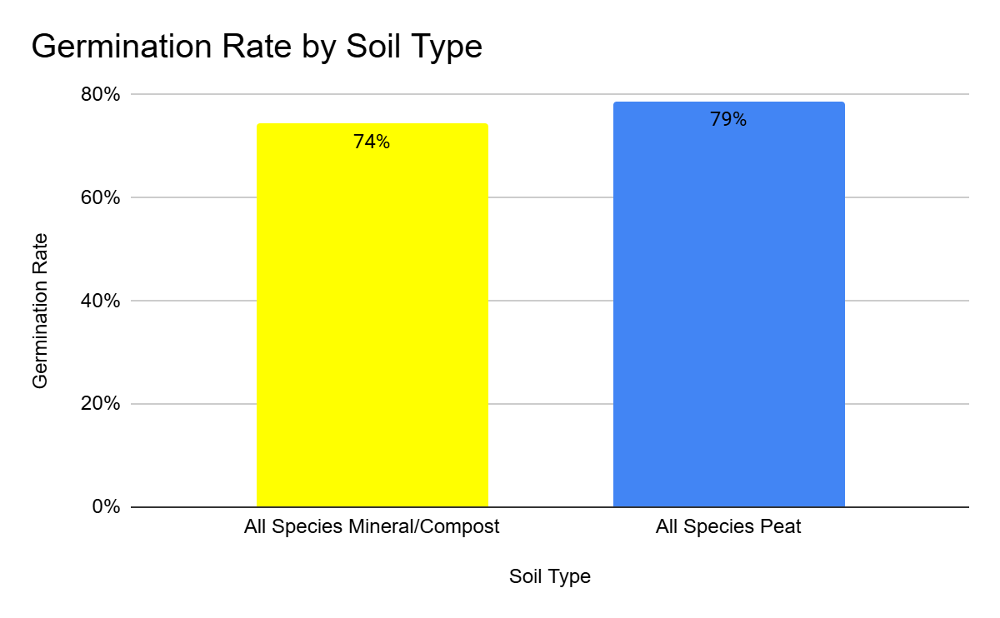 Germination Rate by Soil Type
80%
60%
40%
20%
0%
Germination Rate
74%
79%
All Species Mineral/Compost
All Species Peat
Soil Type